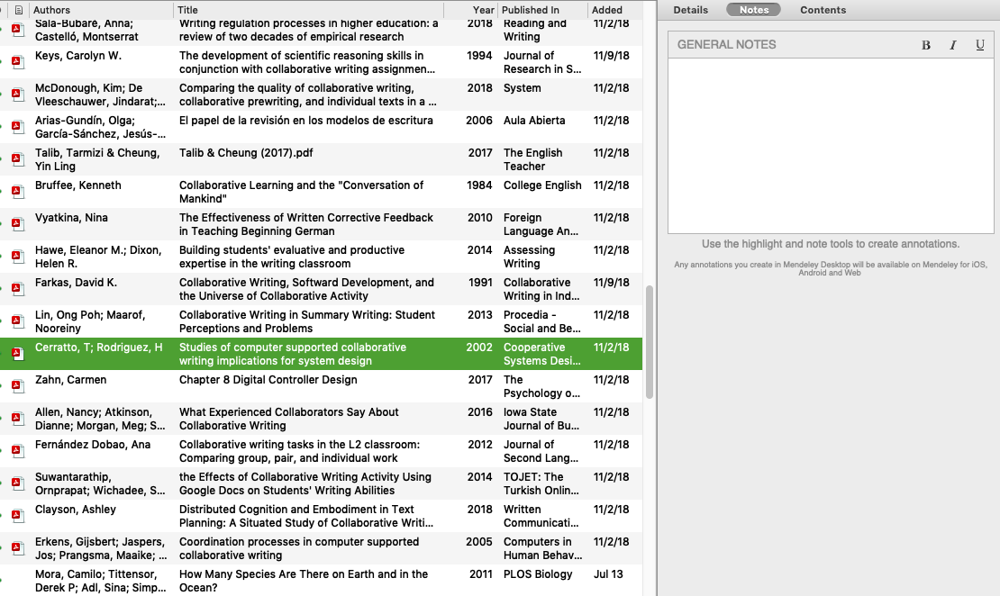 Authors Title Year Published In Added
Sala-Bubaré, Anna; Writing regulation processes in higher education: a 2018 Reading and 11/2/18
Castelló, Montserrat review of two decades of empirical research Writing
Keys, Carolyn W. The development of scientific reasoning skills in 1994 Journal of 11/9/18
conjunction with collaborative writing assignmen... Research in S...
McDonough, Kim; De Comparing the quality of collaborative writing, 2018 System 11/2/18
Vleeschauwer, Jindarat;... collaborative prewriting, and individual texts in a ...
Arias-Gundín, Olga; El papel de la revisión en los modelos de escritura 2006 Aula Abierta 11/2/18
García-Sánchez, Jesús-...
Talib, Tarmizi & Cheung, Talib & Cheung (2017).pdf 2017 The English 11/2/18
Yin Ling Teacher
Bruffee, Kenneth Collaborative Learning and the "Conversation of 1984 College English 11/2/18
Mankind"
Vyatkina, Nina The Effectiveness of Written Corrective Feedback 2010 Foreign 11/2/18
in Teaching Beginning German Language An...
Hawe, Eleanor M.; Dixon, Building students' evaluative and productive 2014 Assessing 11/2/18
Helen R. expertise in the writing classroom Writing
Farkas, David K. Collaborative Writing, Softward Development, and 1991 Collaborative 11/9/18
the Universe of Collaborative Activity Writing in Ind...
Lin, Ong Poh; Maarof, Collaborative Writing in Summary Writing: Student 2013 Procedia - 11/2/18
Nooreiny Perceptions and Problems Social and Be...
Cerratto, T; Rodriguez, H Studies of computer supported collaborative 2002 Cooperative 11/2/18
writing implications for system design Systems Desi...
Zahn, Carmen Chapter 8 Digital Controller Design 2017 The 11/2/18
Psychology o...
Allen, Nancy; Atkinson, What Experienced Collaborators Say About 2016 Iowa State 11/2/18
Dianne; Morgan, Meg; S... Collaborative Writing Journal of Bu...
Fernández Dobao, Ana Collaborative writing tasks in the L2 classroom: 2012 Journal of 11/2/18
Comparing group, pair, and individual work Second Lang...
Suwantarathip, the Effects of Collaborative Writing Activity Using 2014 TOJET: The 11/2/18
Ornprapat; Wichadee, S... Google Docs on Students' Writing Abilities Turkish Onlin...
Clayson, Ashley Distributed Cognition and Embodiment in Text 2018 Written 11/2/18
Planning: A Situated Study of Collaborative Writi... Communicati...
Erkens, Gijsbert; Jaspers, Coordination processes in computer supported 2005 Computers in 11/2/18
Jos; Prangsma, Maaike; ... collaborative writing Human Behav...
Mora, Camilo; Tittensor, How Many Species Are There on Earth and in the 2011 PLOS Biology Jul 13
Derek P; Adl, Sina; Simp... Ocean?
Details Notes Contents
GENERAL NOTES B I U
Use the highlight and note tools to create annotations.
Any annotations you create in Mendeley Desktop will be available on Mendeley for iOS,
Android and Web